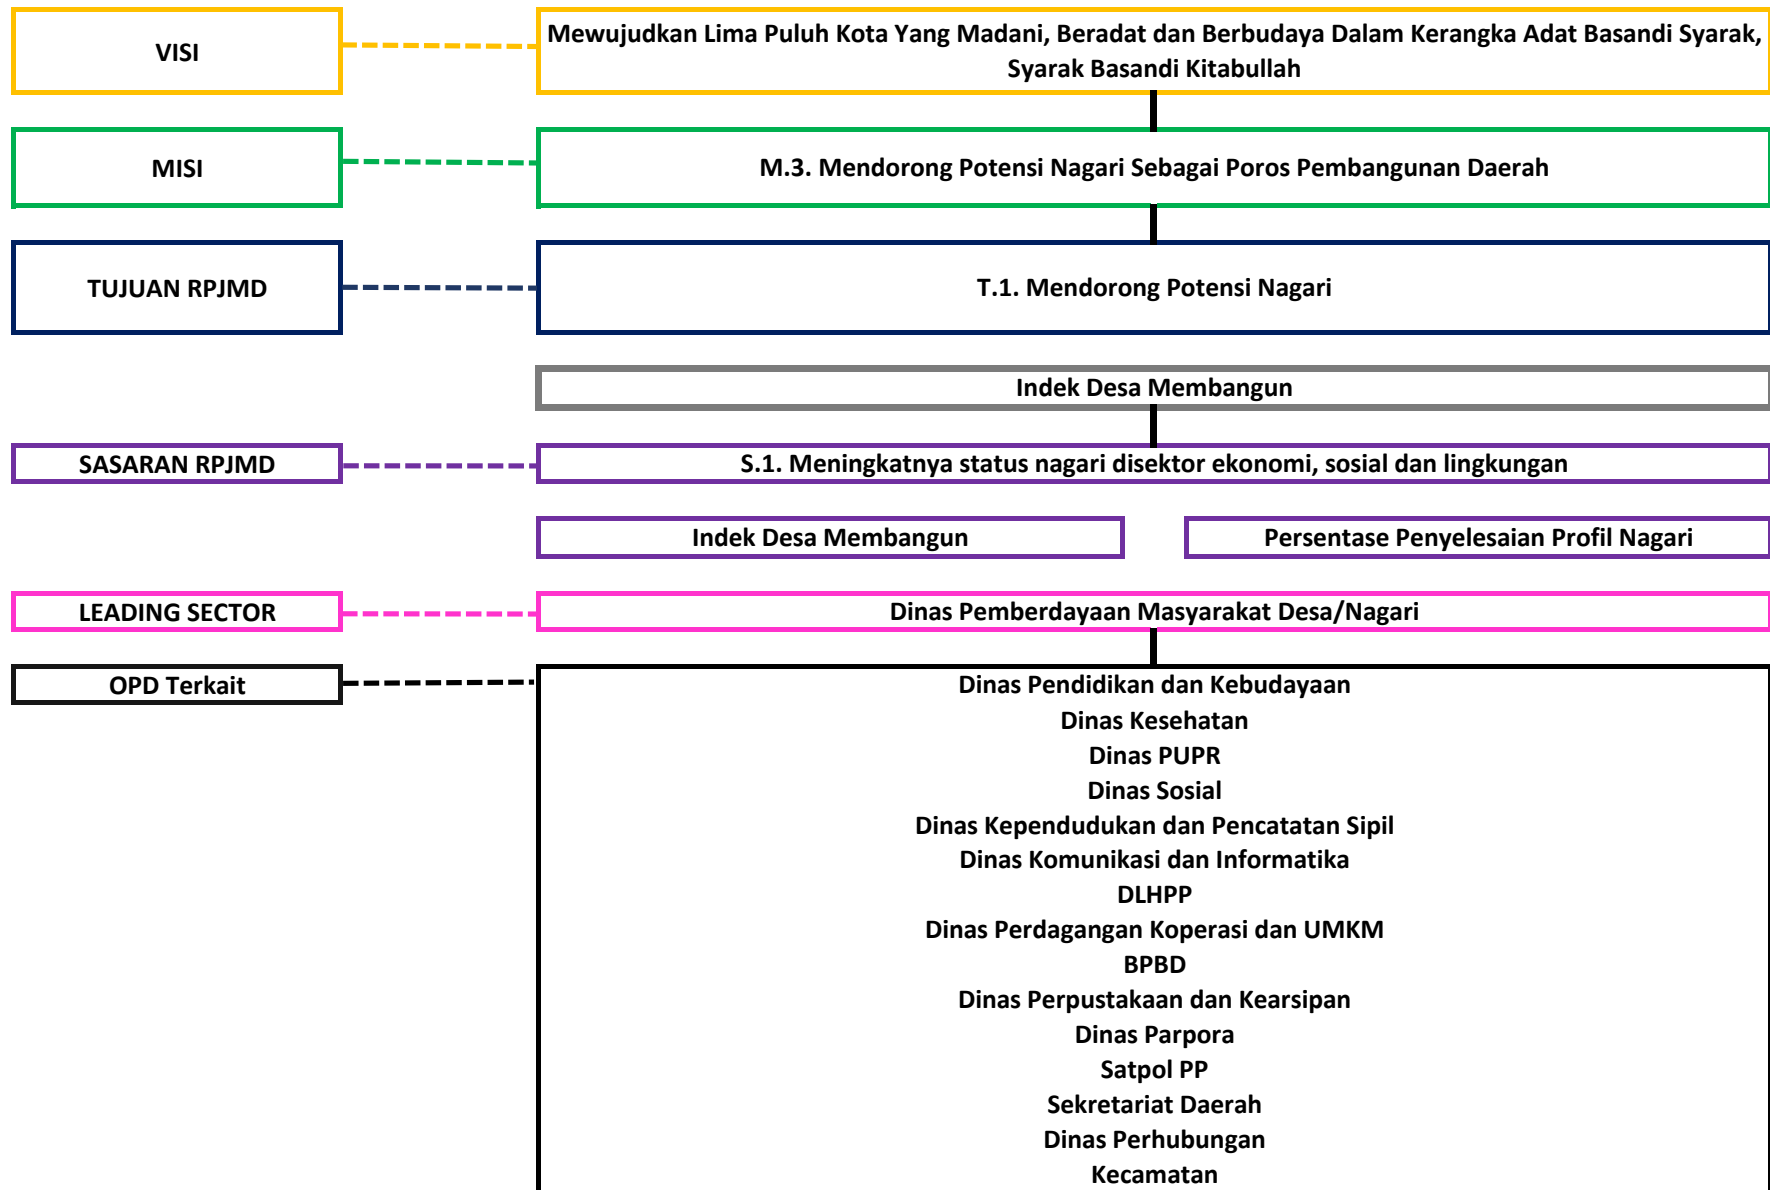 VISI
Mewujudkan Lima Puluh Kota Yang Madani, Beradat dan Berbudaya Dalam Kerangka Adat Basandi Syarak,
Syarak Basandi Kitabullah
MISI
M.3. Mendorong Potensi Nagari Sebagai Poros Pembangunan Daerah
TUJUAN RPJMD
T.1. Mendorong Potensi Nagari
Indek Desa Membangun
SASARAN RPJMD
S.1. Meningkatnya status nagari disektor ekonomi, sosial dan lingkungan
Indek Desa Membangun
Persentase Penyelesaian Profil Nagari
LEADING SECTOR
Dinas Pemberdayaan Masyarakat Desa/Nagari
OPD Terkait
Dinas Pendidikan dan Kebudayaan
Dinas Kesehatan
Dinas PUPR
Dinas Sosial
Dinas Kependudukan dan Pencatatan Sipil
Dinas Komunikasi dan Informatika
DLHPP
Dinas Perdagangan Koperasi dan UMKM
BPBD
Dinas Perpustakaan dan Kearsipan
Dinas Parpora
Satpol PP
Sekretariat Daerah
Dinas Perhubungan
Kecamatan